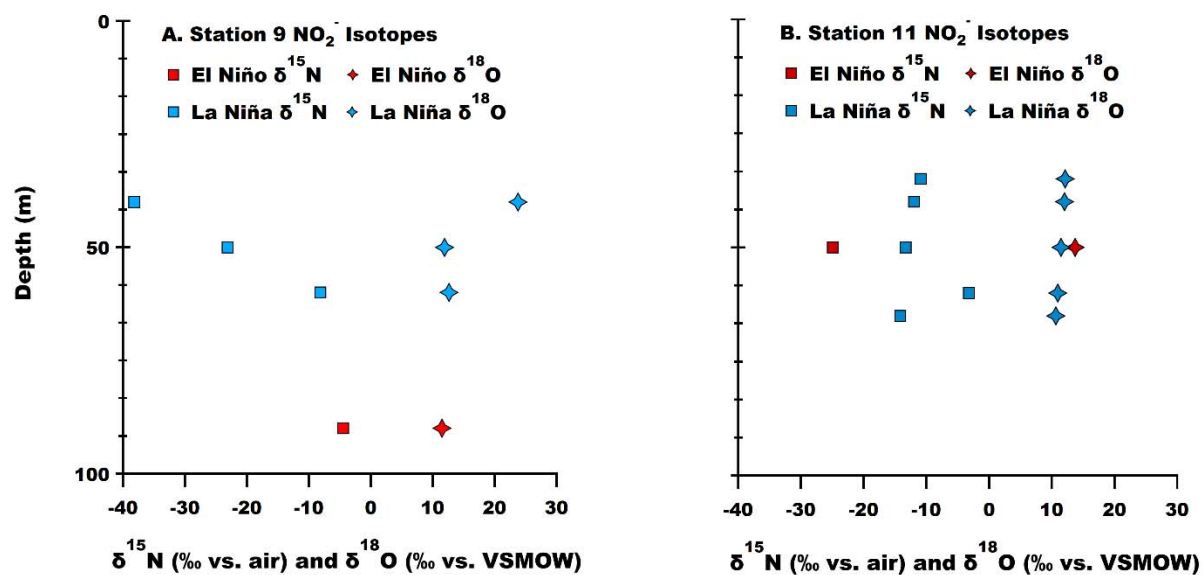 A. Station 9 NO₂⁻ Isotopes
El Niño δ¹⁵N El Niño δ¹⁸O
La Niña δ¹⁵N La Niña δ¹⁸O
0
50
100
Depth (m)
-40 -30 -20 -10 0 10 20 30
δ¹⁵N (‰ vs. air) and δ¹⁸O (‰ vs. VSMOW)
B. Station 11 NO₂⁻ Isotopes
El Niño δ¹⁵N El Niño δ¹⁸O
La Niña δ¹⁵N La Niña δ¹⁸O
-40 -30 -20 -10 0 10 20 30
δ¹⁵N (‰ vs. air) and δ¹⁸O (‰ vs. VSMOW)